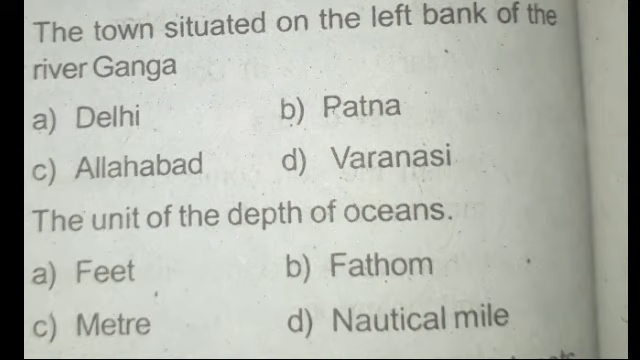 The town situated on the left bank of the
river Ganga
a) Delhi b) Patna
c) Allahabad d) Varanasi
The unit of the depth of oceans.
a) Feet b) Fathom
c) Metre d) Nautical mile